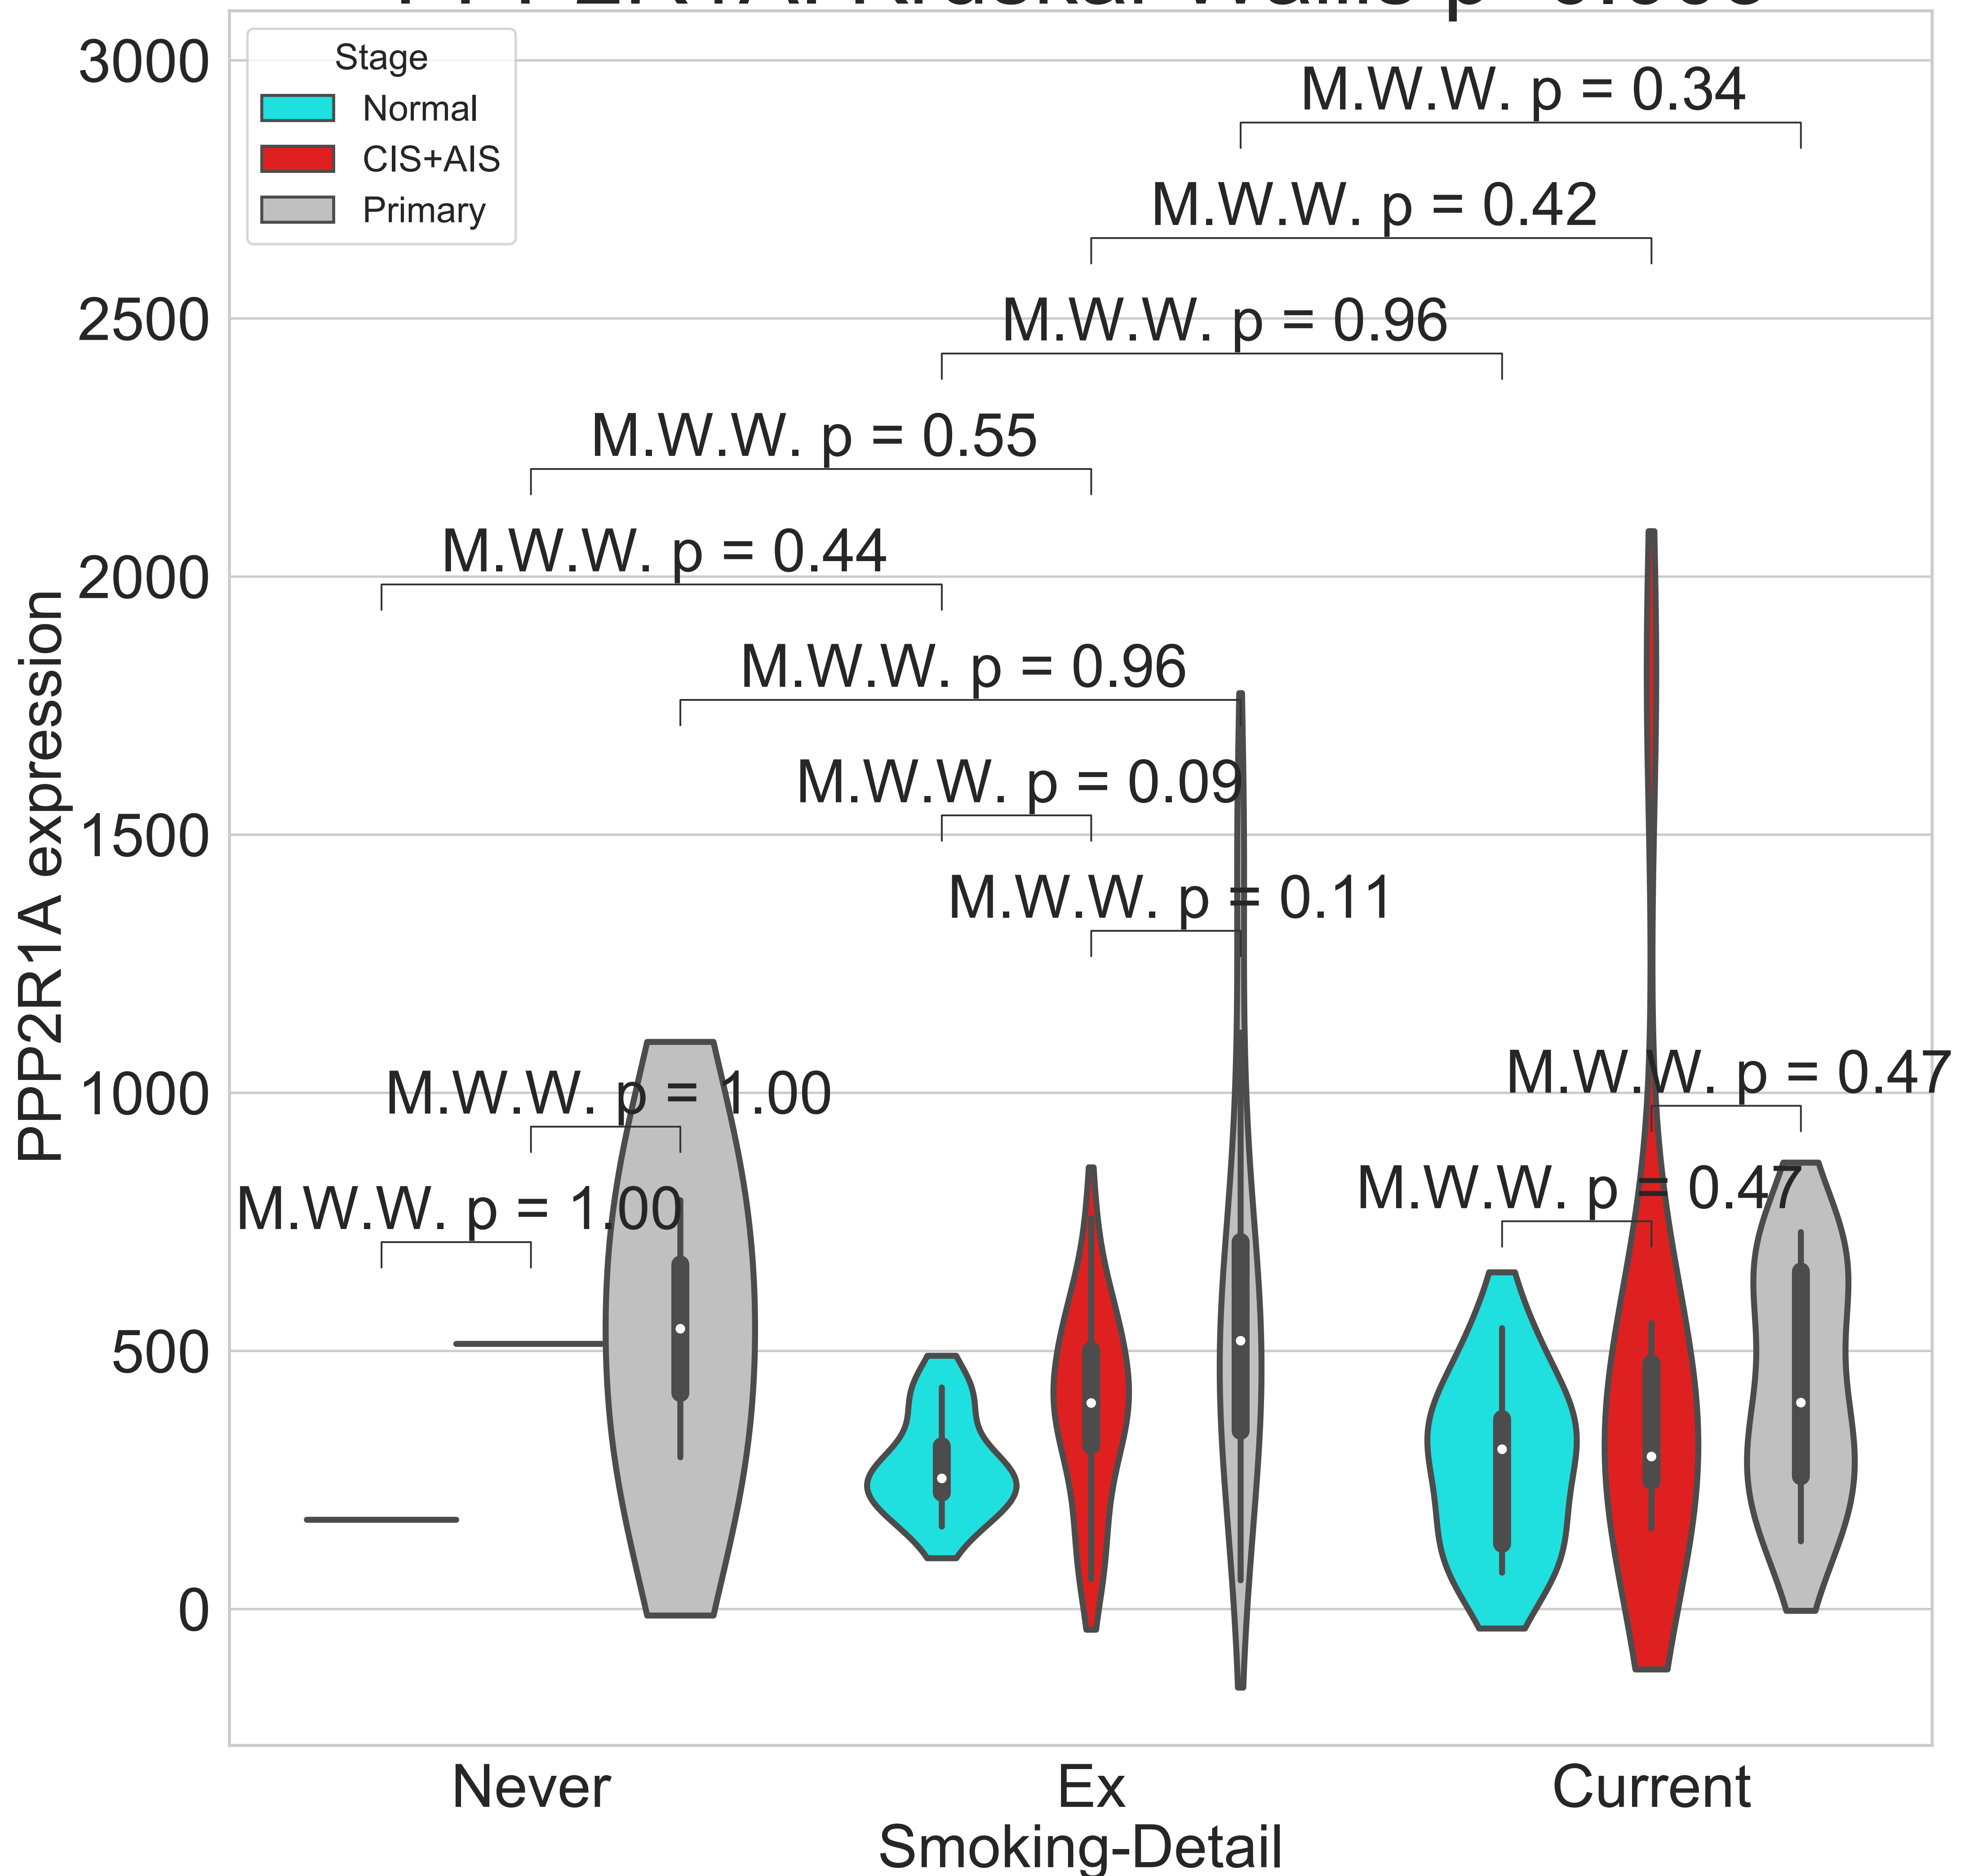 Stage
Normal
CIS+AIS
Primary
3000
2500
2000
1500
1000
500
0
PPP2R1A expression
M.W.W. p = 0.34
M.W.W. p = 0.42
M.W.W. p = 0.96
M.W.W. p = 0.55
M.W.W. p = 0.44
M.W.W. p = 0.96
M.W.W. p = 0.09
M.W.W. p = 0.11
M.W.W. p = 0.47
M.W.W. p = 1.00
M.W.W. p = 0.47
M.W.W. p = 1.00
Never
Ex
Current
Smoking-Detail